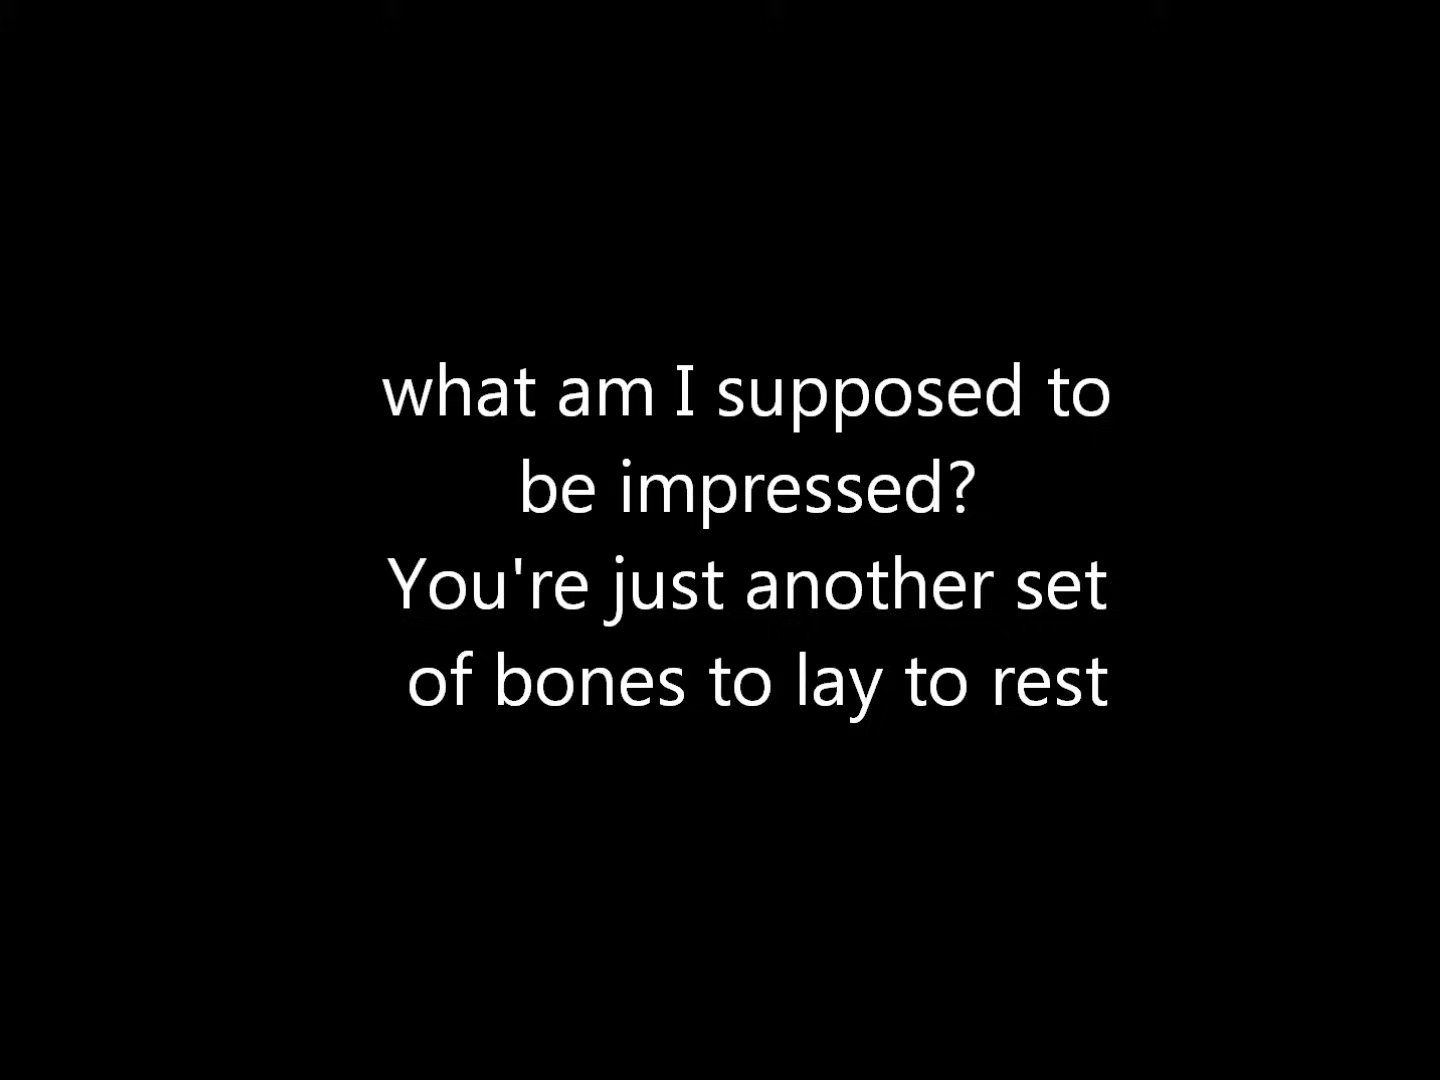 what am I supposed to
be impressed?
You're just another set
of bones to lay to rest